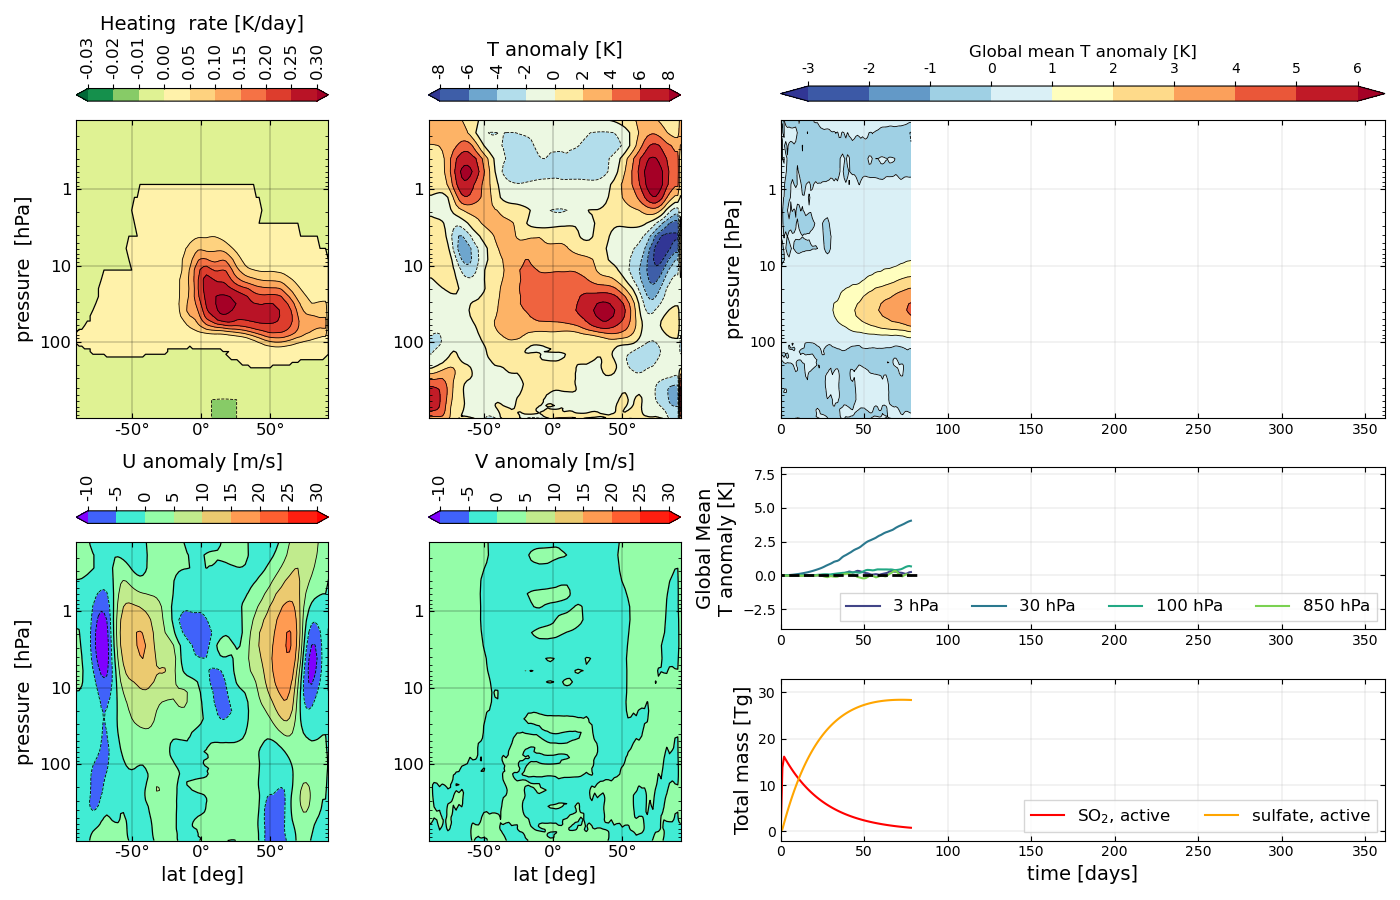 Heating  rate [K/day]
-0.03 -0.02 -0.01 0.00 0.05 0.10 0.15 0.20 0.25 0.30
pressure  [hPa]
1
10
100
-50° 0° 50°
T anomaly [K]
-8 -6 -4 -2 0 2 4 6 8
1
10
100
-50° 0° 50°
Global mean T anomaly [K]
-3 -2 -1 0 1 2 3 4 5 6
pressure  [hPa]
1
10
100
0 50 100 150 200 250 300 350
U anomaly [m/s]
-10 -5 0 5 10 15 20 25 30
pressure  [hPa]
1
10
100
-50° 0° 50°
lat [deg]
V anomaly [m/s]
-10 -5 0 5 10 15 20 25 30
1
10
100
-50° 0° 50°
lat [deg]
Global Mean
T anomaly [K]
7.5
5.0
2.5
0.0
−2.5
3 hPa 30 hPa 100 hPa 850 hPa
0 50 100 150 200 250 300 350
Total mass [Tg]
30
20
10
0
SO₂, active sulfate, active
0 50 100 150 200 250 300 350
time [days]